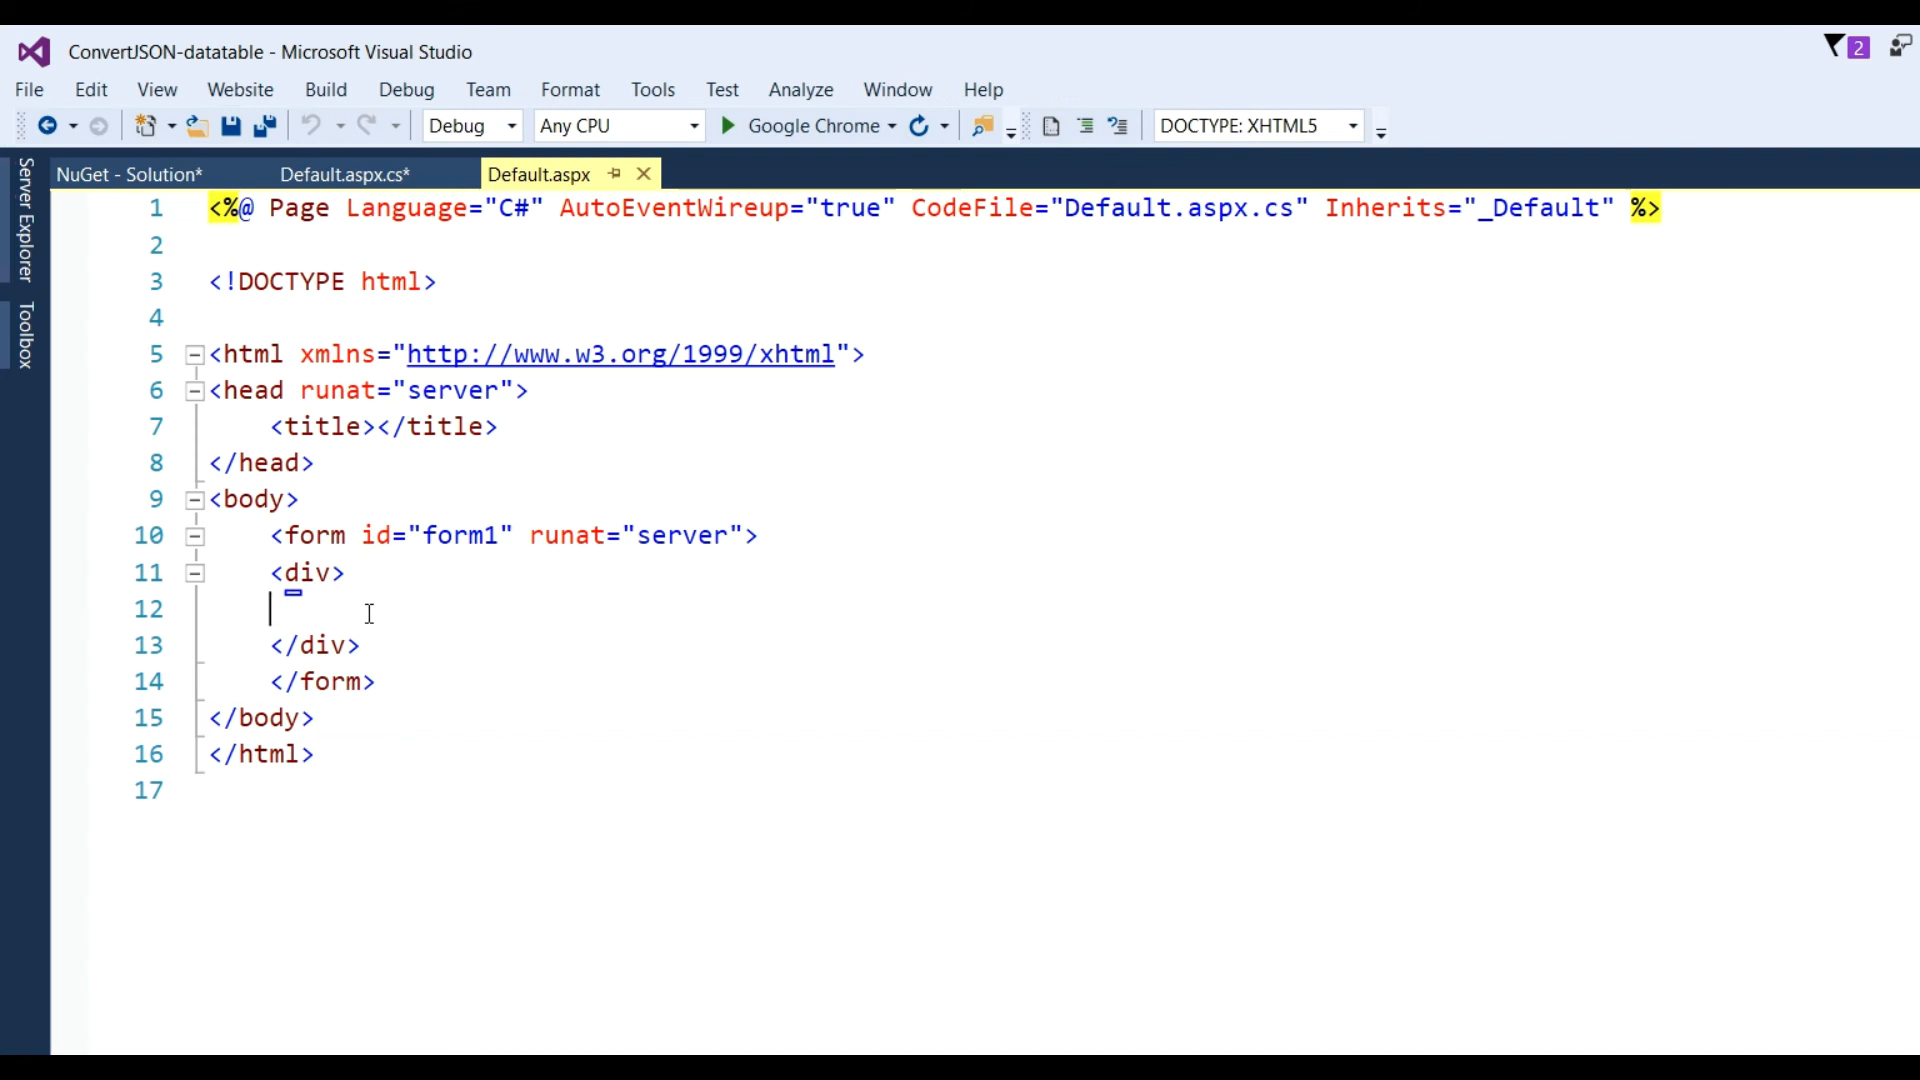 ConvertJSON-datatable - Microsoft Visual Studio
2
File Edit View Website Build Debug Team Format Tools Test Analyze Window Help
Debug Any CPU Google Chrome DOCTYPE: XHTML5
Server Explorer
Toolbox
NuGet - Solution* Default.aspx.cs* Default.aspx
1 <%@ Page Language="C#" AutoEventWireup="true" CodeFile="Default.aspx.cs" Inherits="_Default" %>
2
3 <!DOCTYPE html>
4
5 <html xmlns="http://www.w3.org/1999/xhtml">
6 <head runat="server">
7 <title></title>
8 </head>
9 <body>
10 <form id="form1" runat="server">
11 <div>
12
13 </div>
14 </form>
15 </body>
16 </html>
17